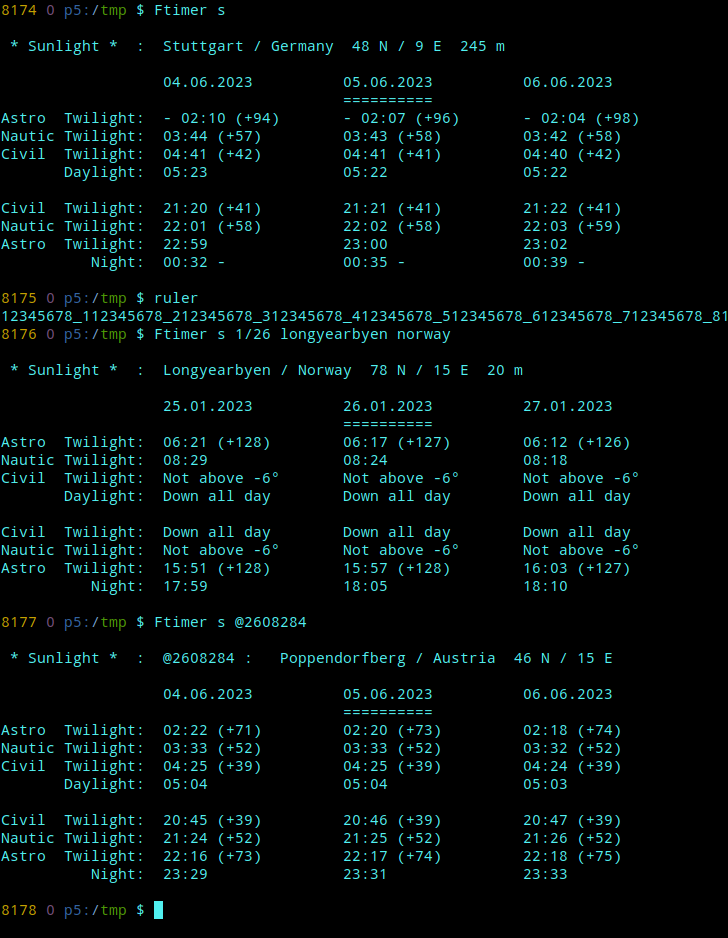 8174 0 p5:/tmp $ Ftimer s
 * Sunlight *  :  Stuttgart / Germany  48 N / 9 E  245 m
                  04.06.2023          05.06.2023          06.06.2023
                                      ==========
Astro  Twilight:  - 02:10 (+94)       - 02:07 (+96)       - 02:04 (+98)
Nautic Twilight:  03:44 (+57)         03:43 (+58)         03:42 (+58)
Civil  Twilight:  04:41 (+42)         04:41 (+41)         04:40 (+42)
       Daylight:  05:23               05:22               05:22
Civil  Twilight:  21:20 (+41)         21:21 (+41)         21:22 (+41)
Nautic Twilight:  22:01 (+58)         22:02 (+58)         22:03 (+59)
Astro  Twilight:  22:59               23:00               23:02
          Night:  00:32 -             00:35 -             00:39 -
8175 0 p5:/tmp $ ruler
12345678_112345678_212345678_312345678_412345678_512345678_612345678_712345678_81
8176 0 p5:/tmp $ Ftimer s 1/26 longyearbyen norway
 * Sunlight *  :  Longyearbyen / Norway  78 N / 15 E  20 m
                  25.01.2023          26.01.2023          27.01.2023
                                      ==========
Astro  Twilight:  06:21 (+128)        06:17 (+127)        06:12 (+126)
Nautic Twilight:  08:29               08:24               08:18
Civil  Twilight:  Not above -6°       Not above -6°       Not above -6°
       Daylight:  Down all day        Down all day        Down all day
Civil  Twilight:  Down all day        Down all day        Down all day
Nautic Twilight:  Not above -6°       Not above -6°       Not above -6°
Astro  Twilight:  15:51 (+128)        15:57 (+128)        16:03 (+127)
          Night:  17:59               18:05               18:10
8177 0 p5:/tmp $ Ftimer s @2608284
 * Sunlight *  :  @2608284 :   Poppendorfberg / Austria  46 N / 15 E
                  04.06.2023          05.06.2023          06.06.2023
                                      ==========
Astro  Twilight:  02:22 (+71)         02:20 (+73)         02:18 (+74)
Nautic Twilight:  03:33 (+52)         03:33 (+52)         03:32 (+52)
Civil  Twilight:  04:25 (+39)         04:25 (+39)         04:24 (+39)
       Daylight:  05:04               05:04               05:03
Civil  Twilight:  20:45 (+39)         20:46 (+39)         20:47 (+39)
Nautic Twilight:  21:24 (+52)         21:25 (+52)         21:26 (+52)
Astro  Twilight:  22:16 (+73)         22:17 (+74)         22:18 (+75)
          Night:  23:29               23:31               23:33
8178 0 p5:/tmp $